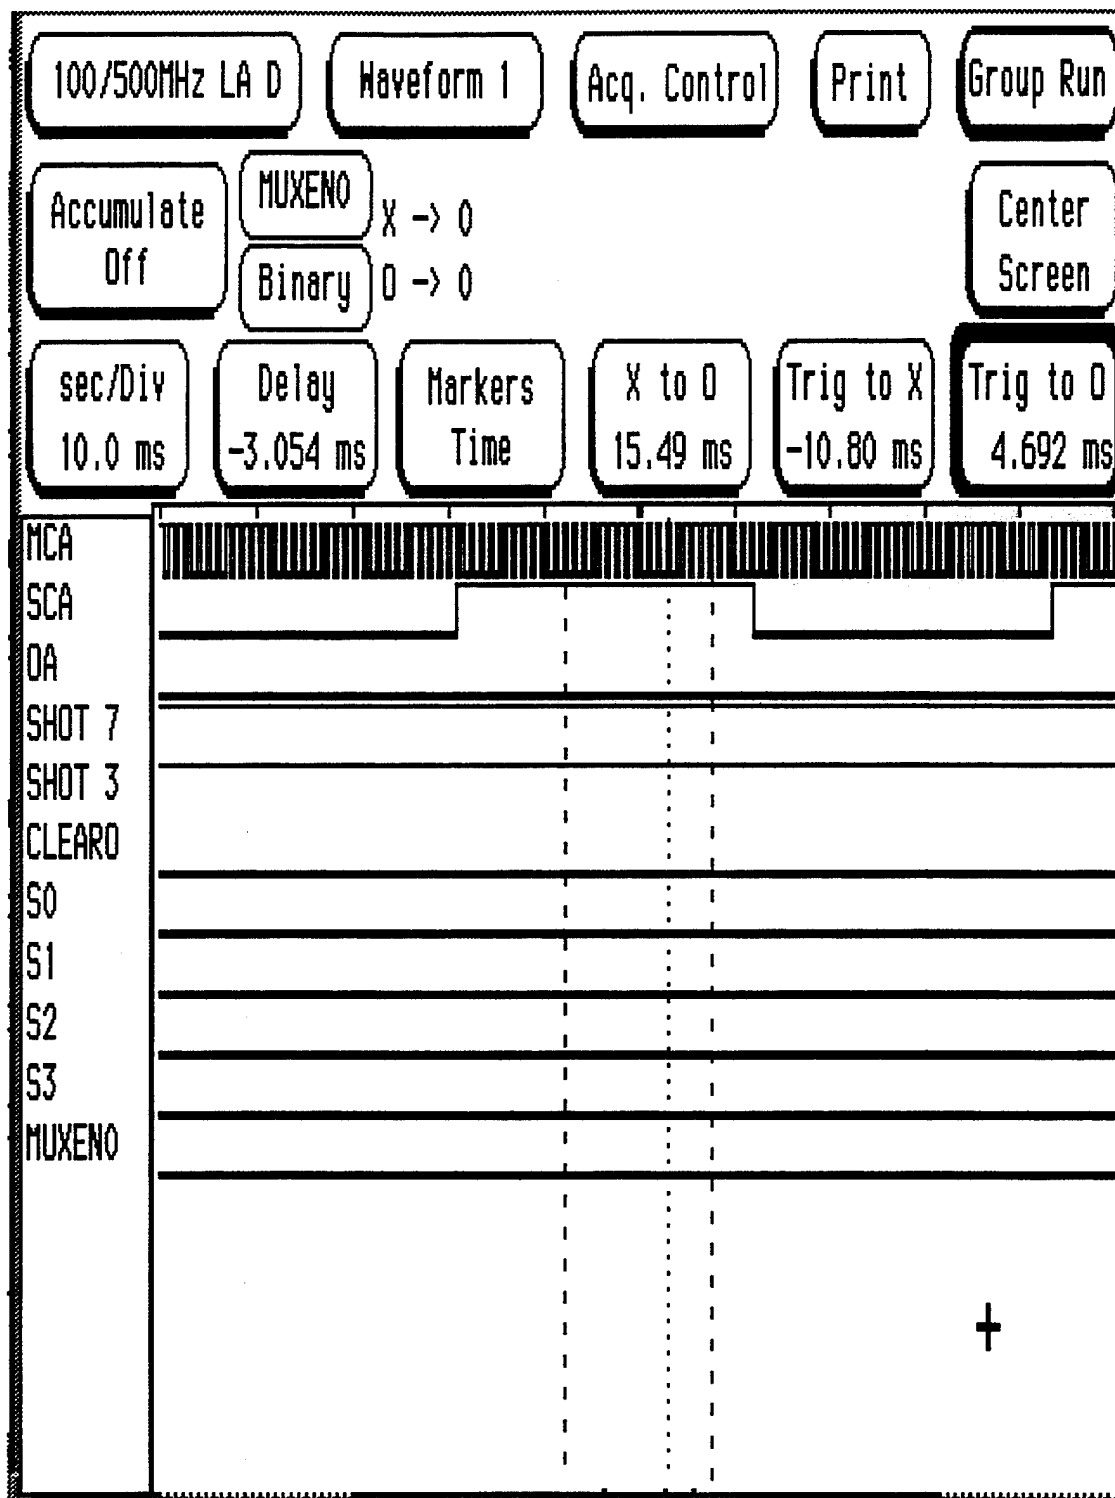 100/500MHz LA D Waveform 1 Acq. Control Print Group Run
Accumulate Off MUXENO X -> 0 Center Screen
Binary O -> 0
sec/Div Delay Markers X to O Trig to X Trig to O
10.0 ms -3.054 ms Time 15.49 ms -10.80 ms 4.692 ms
MCA
SCA
OA
SHOT 7
SHOT 3
CLEARO
S0
S1
S2
S3
MUXENO